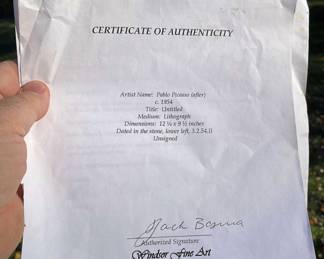 CERTIFICATE OF AUTHENTICITY
Artist Name: Pablo Picasso (after)
c. 1954
Title: Untitled
Medium: Lithograph
Dimensions: 12 ¼ x 9 ½ inches
Dated in the stone, lower left, 3.2.54.II
Unsigned
Authorized Signature
Windsor Fine Art